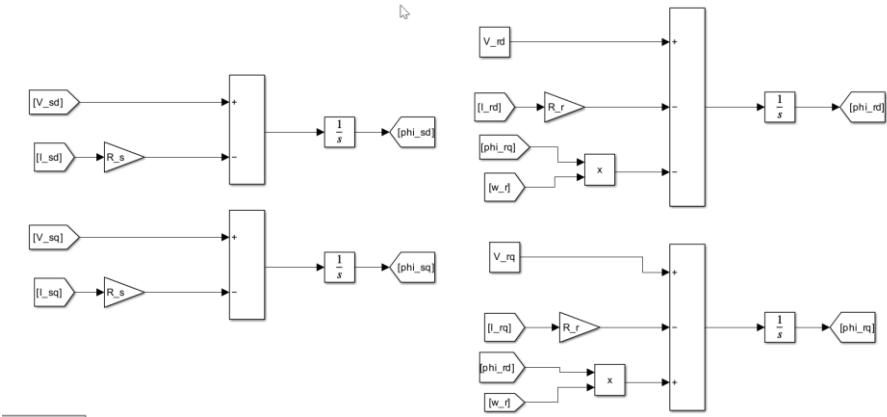 [V_sd]
+
[I_sd]
R_s
−
1
s
[phi_sd]
[V_sq]
+
[I_sq]
R_s
−
1
s
[phi_sq]
V_rd
+
[I_rd]
R_r
−
[phi_rq]
[w_r]
x
−
1
s
[phi_rd]
V_rq
+
[I_rq]
R_r
−
[phi_rd]
[w_r]
x
+
1
s
[phi_rq]